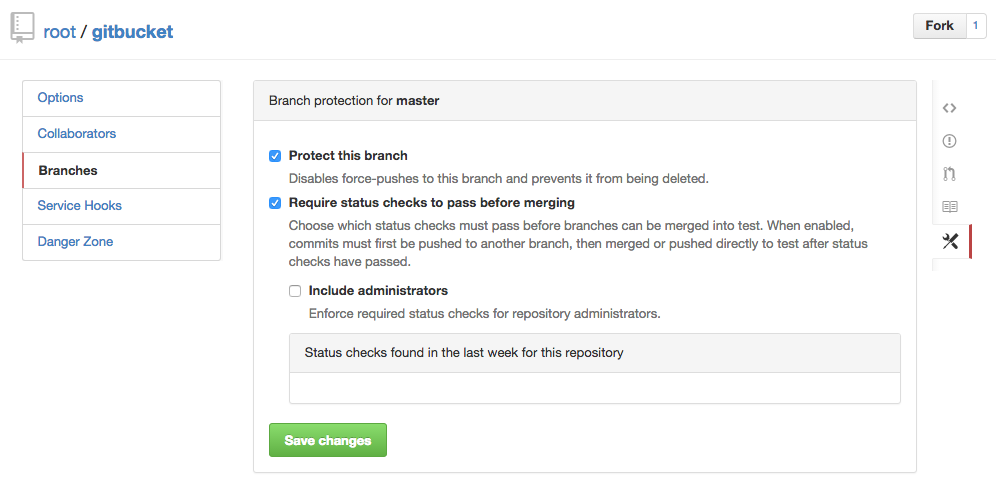 root / gitbucket
Fork 1
Options
Collaborators
Branches
Service Hooks
Danger Zone
Branch protection for master
Protect this branch
Disables force-pushes to this branch and prevents it from being deleted.
Require status checks to pass before merging
Choose which status checks must pass before branches can be merged into test. When enabled,
commits must first be pushed to another branch, then merged or pushed directly to test after status
checks have passed.
Include administrators
Enforce required status checks for repository administrators.
Status checks found in the last week for this repository
Save changes